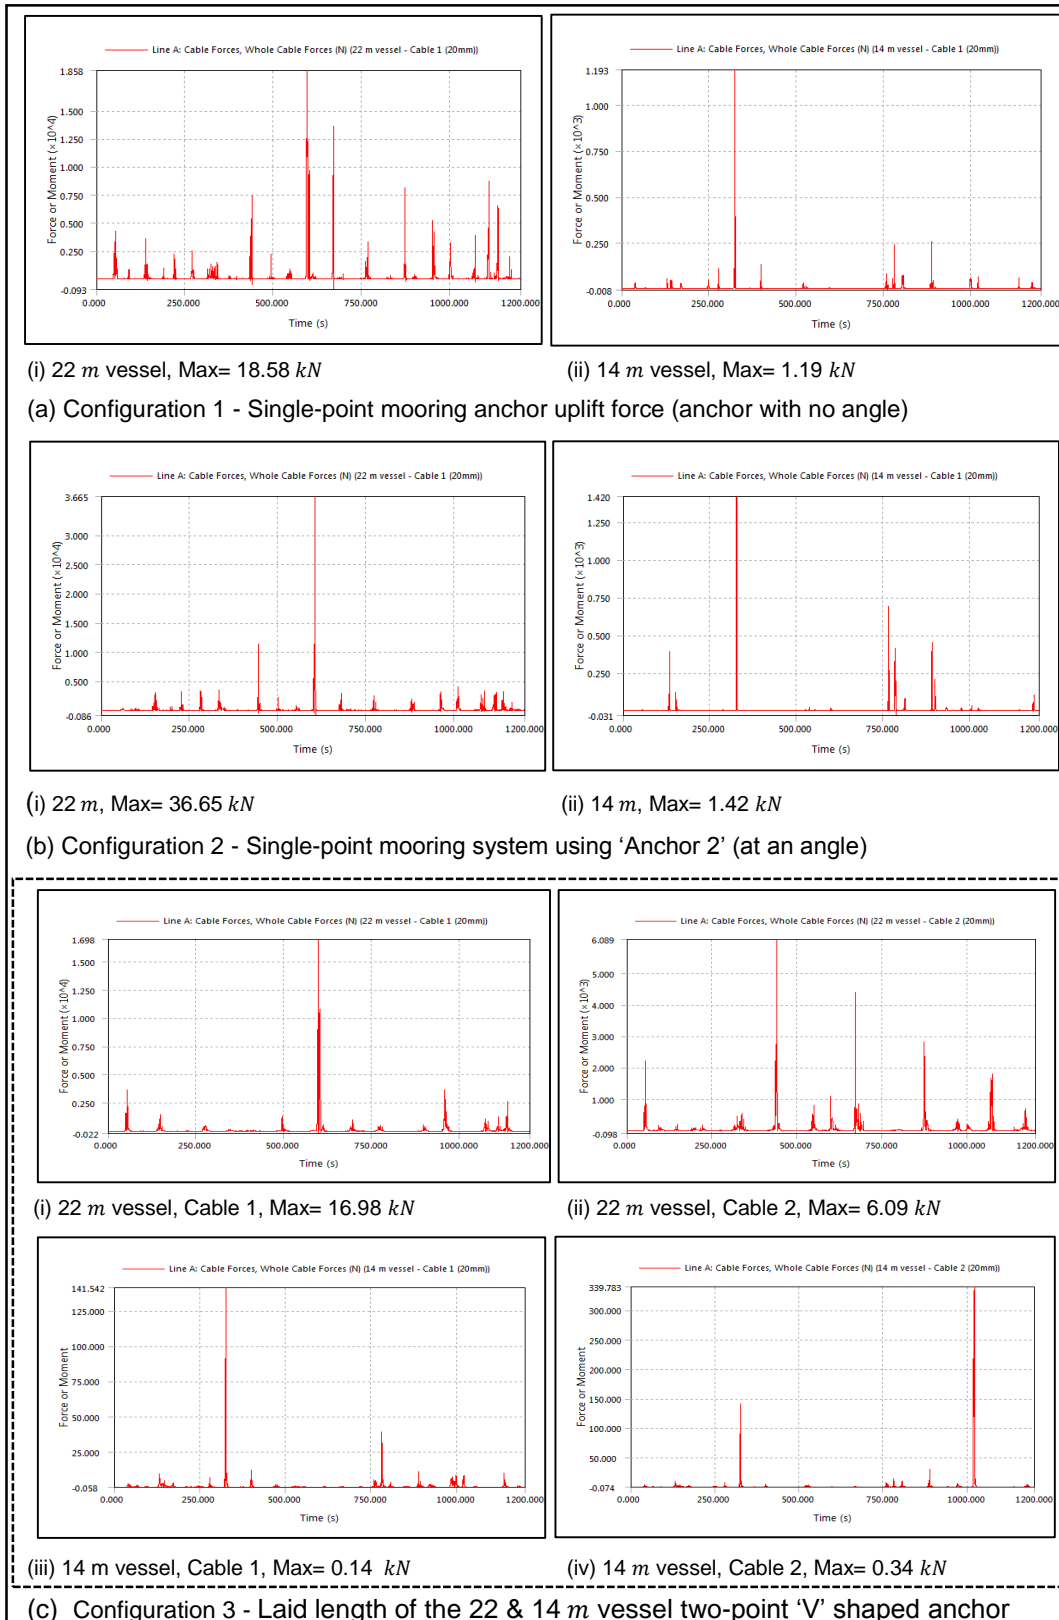 Line A: Cable Forces, Whole Cable Forces (N) (22 m vessel - Cable 1 (20mm))
Force or Moment (×10^4)
1.858
1.500
1.250
1.000
0.750
0.500
0.250
-0.093
0.000 250.000 500.000 750.000 1000.000 1200.000
Time (s)
Line A: Cable Forces, Whole Cable Forces (N) (14 m vessel - Cable 1 (20mm))
Force or Moment (×10^3)
1.193
1.000
0.750
0.500
0.250
-0.008
0.000 250.000 500.000 750.000 1000.000 1200.000
Time (s)
(i) 22 m vessel, Max= 18.58 kN
(ii) 14 m vessel, Max= 1.19 kN
(a) Configuration 1 - Single-point mooring anchor uplift force (anchor with no angle)
Line A: Cable Forces, Whole Cable Forces (N) (22 m vessel - Cable 1 (20mm))
Force or Moment (×10^4)
3.665
3.000
2.500
2.000
1.500
1.000
0.500
-0.086
0.000 250.000 500.000 750.000 1000.000 1200.000
Time (s)
Line A: Cable Forces, Whole Cable Forces (N) (14 m vessel - Cable 1 (20mm))
Force or Moment (×10^3)
1.420
1.250
1.000
0.750
0.500
0.250
-0.031
0.000 250.000 500.000 750.000 1000.000 1200.000
Time (s)
(i) 22 m, Max= 36.65 kN
(ii) 14 m, Max= 1.42 kN
(b) Configuration 2 - Single-point mooring system using ‘Anchor 2’ (at an angle)
Line A: Cable Forces, Whole Cable Forces (N) (22 m vessel - Cable 1 (20mm))
Force or Moment (×10^4)
1.698
1.500
1.250
1.000
0.750
0.500
0.250
-0.022
0.000 250.000 500.000 750.000 1000.000 1200.000
Time (s)
Line A: Cable Forces, Whole Cable Forces (N) (22 m vessel - Cable 2 (20mm))
Force or Moment (×10^3)
6.089
5.000
4.000
3.000
2.000
1.000
-0.098
0.000 250.000 500.000 750.000 1000.000 1200.000
Time (s)
(i) 22 m vessel, Cable 1, Max= 16.98 kN
(ii) 22 m vessel, Cable 2, Max= 6.09 kN
Line A: Cable Forces, Whole Cable Forces (N) (14 m vessel - Cable 1 (20mm))
Force or Moment
141.542
125.000
100.000
75.000
50.000
25.000
-0.058
0.000 250.000 500.000 750.000 1000.000 1200.000
Time (s)
Line A: Cable Forces, Whole Cable Forces (N) (14 m vessel - Cable 2 (20mm))
Force or Moment
339.783
300.000
250.000
200.000
150.000
100.000
50.000
-0.074
0.000 250.000 500.000 750.000 1000.000 1200.000
Time (s)
(iii) 14 m vessel, Cable 1, Max= 0.14 kN
(iv) 14 m vessel, Cable 2, Max= 0.34 kN
(c) Configuration 3 - Laid length of the 22 & 14 m vessel two-point ‘V’ shaped anchor